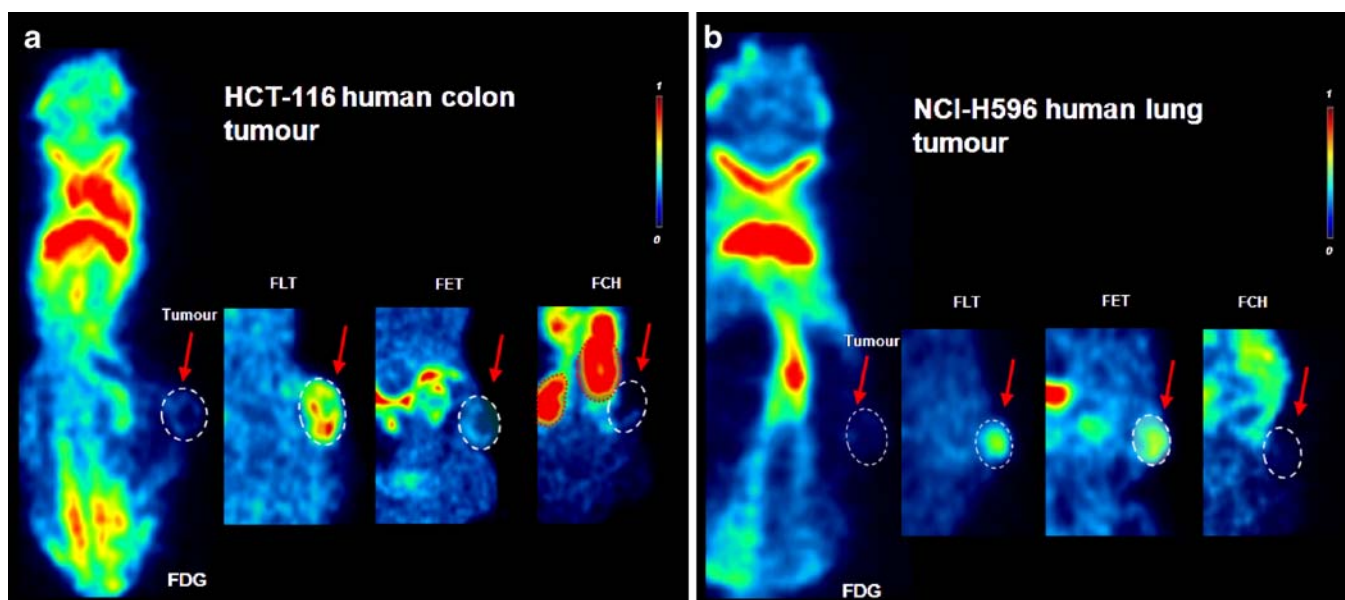 a
HCT-116 human colon
tumour
1
0
FLT
FET
FCH
Tumour
FDG
b
NCI-H596 human lung
tumour
1
0
FLT
FET
FCH
Tumour
FDG